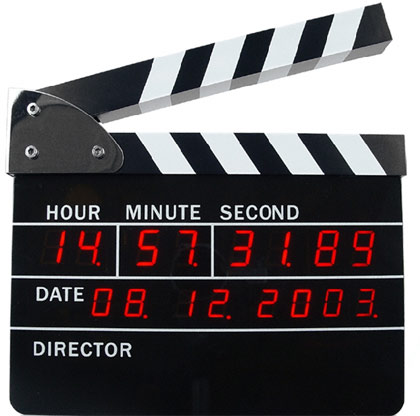 HOUR MINUTE SECOND
14. 57. 31. 89
DATE 08. 12. 2003.
DIRECTOR